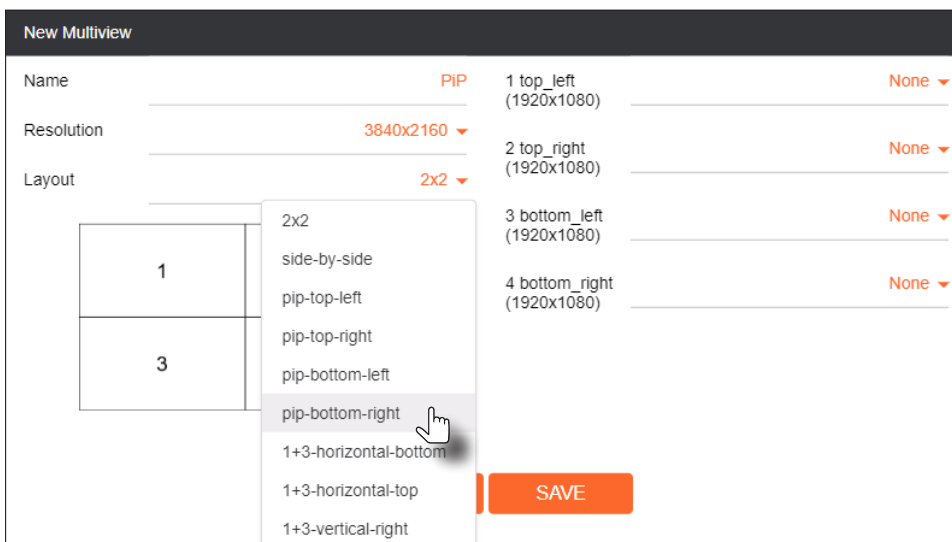 New Multiview
Name PiP
Resolution 3840x2160
Layout 2x2
1
3
2x2
side-by-side
pip-top-left
pip-top-right
pip-bottom-left
pip-bottom-right
1+3-horizontal-bottom
1+3-horizontal-top
1+3-vertical-right
1 top_left
(1920x1080) None
2 top_right
(1920x1080) None
3 bottom_left
(1920x1080) None
4 bottom_right
(1920x1080) None
SAVE